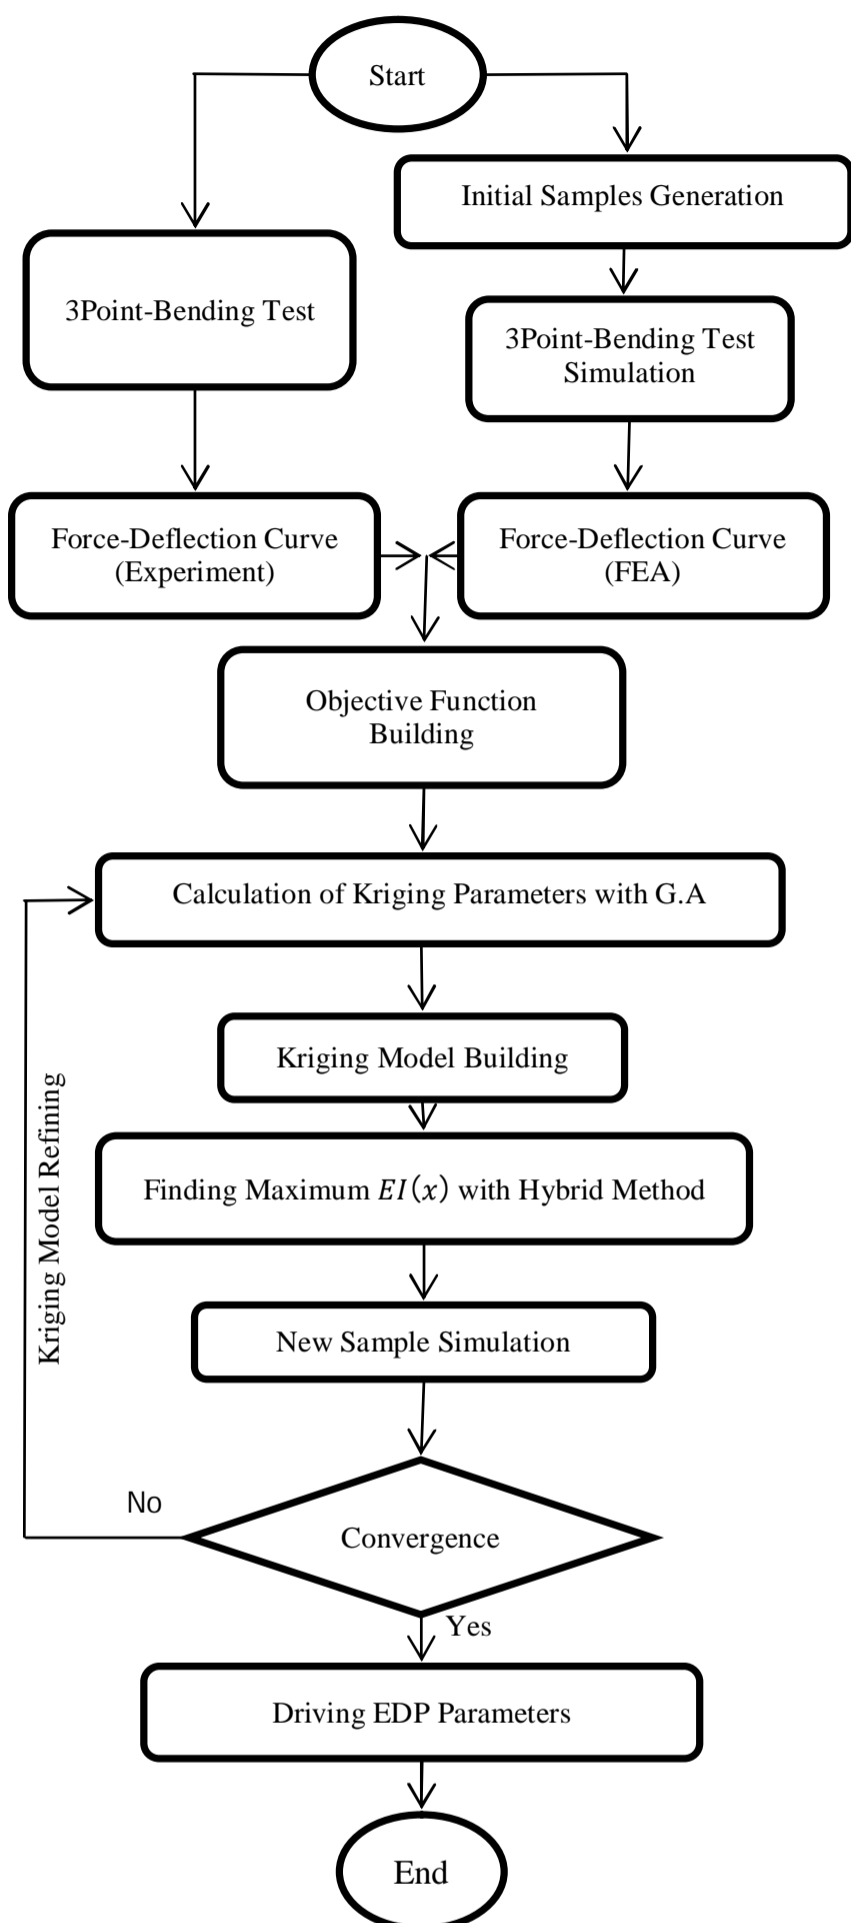 Start
Initial Samples Generation
3Point-Bending Test
3Point-Bending Test
Simulation
Force-Deflection Curve
(Experiment)
Force-Deflection Curve
(FEA)
Objective Function
Building
Calculation of Kriging Parameters with G.A
Kriging Model Building
Kriging Model Refining
Finding Maximum 𝐸𝐼(𝑥) with Hybrid Method
New Sample Simulation
No
Convergence
Yes
Driving EDP Parameters
End